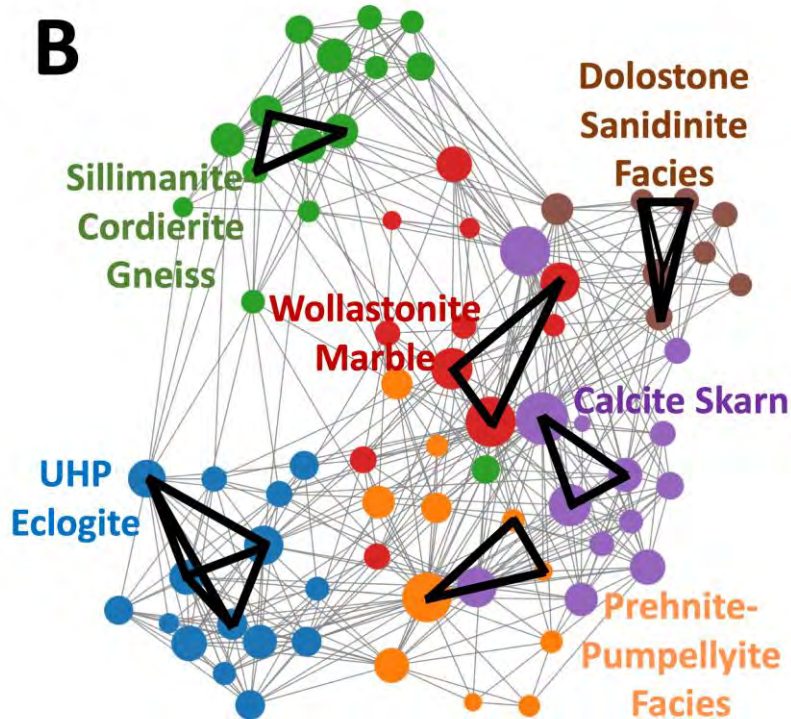 B
Dolostone
Sanidinite
Facies
Sillimanite
Cordierite
Gneiss
Wollastonite
Marble
Calcite Skarn
UHP
Eclogite
Prehnite-
Pumpellyite
Facies